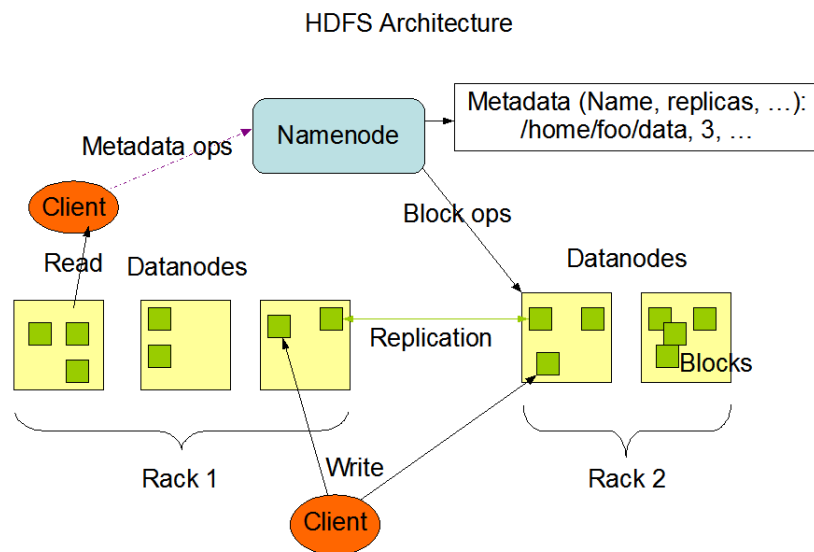 HDFS Architecture
Metadata (Name, replicas, …):
/home/foo/data, 3, …
Namenode
Metadata ops
Client
Block ops
Read
Datanodes
Datanodes
Replication
Blocks
Rack 1
Write
Rack 2
Client